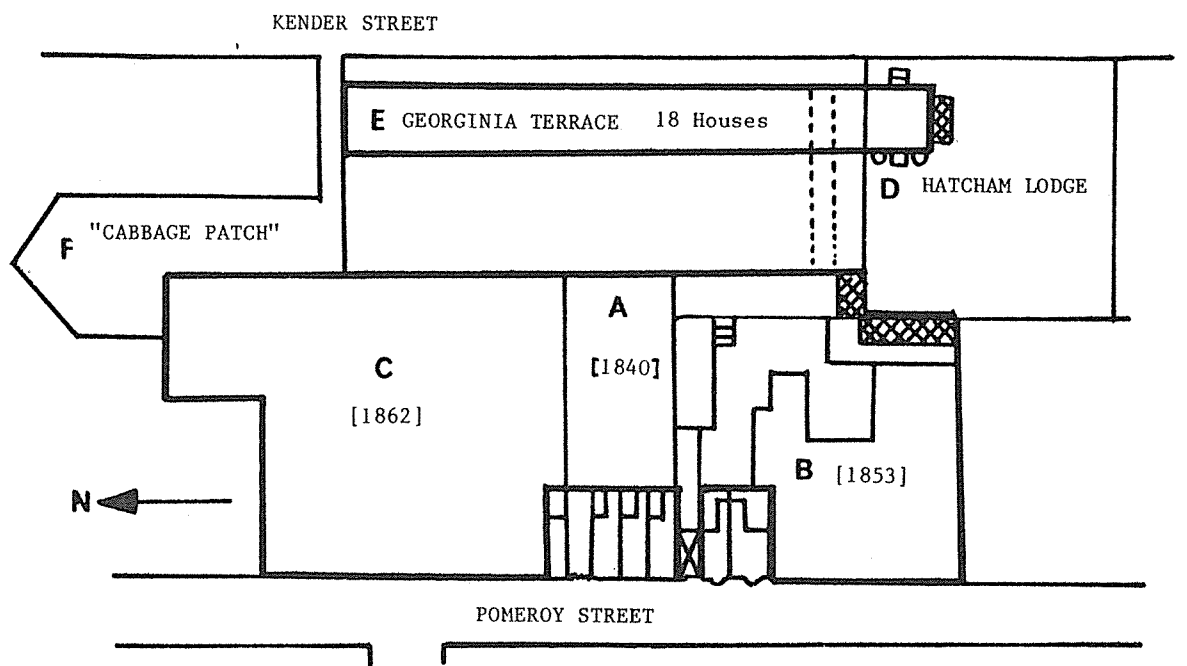 KENDER STREET
E GEORGINIA TERRACE 18 Houses
D HATCHAM LODGE
F "CABBAGE PATCH"
A
[1840]
C
[1862]
B [1853]
N
POMEROY STREET